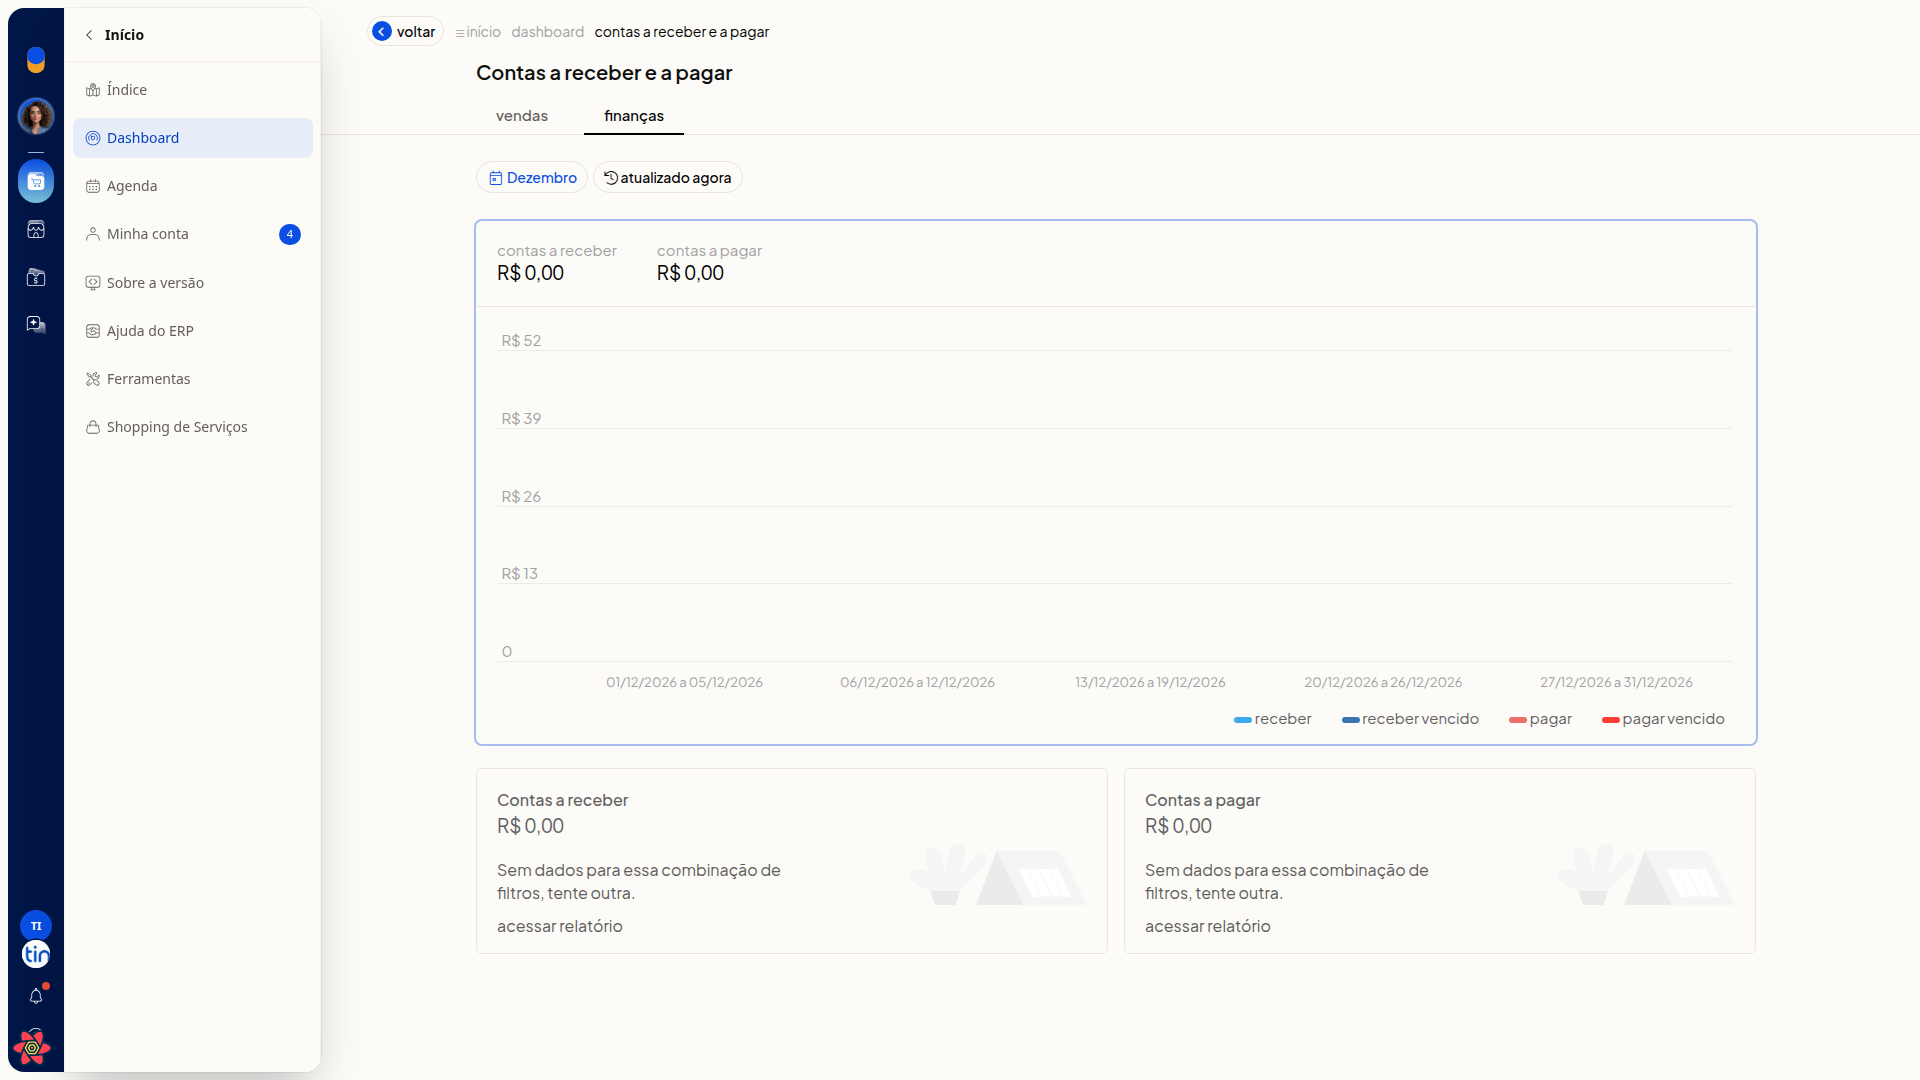 Início
Índice
Dashboard
Agenda
Minha conta
4
Sobre a versão
Ajuda do ERP
Ferramentas
Shopping de Serviços
TI
tin
voltar
início dashboard contas a receber e a pagar
Contas a receber e a pagar
vendas finanças
Dezembro atualizado agora
contas a receber contas a pagar
R$ 0,00 R$ 0,00
R$ 52
R$ 39
R$ 26
R$ 13
0
01/12/2026 a 05/12/2026 06/12/2026 a 12/12/2026 13/12/2026 a 19/12/2026 20/12/2026 a 26/12/2026 27/12/2026 a 31/12/2026
receber receber vencido pagar pagar vencido
Contas a receber
R$ 0,00
Sem dados para essa combinação de
filtros, tente outra.
acessar relatório
Contas a pagar
R$ 0,00
Sem dados para essa combinação de
filtros, tente outra.
acessar relatório